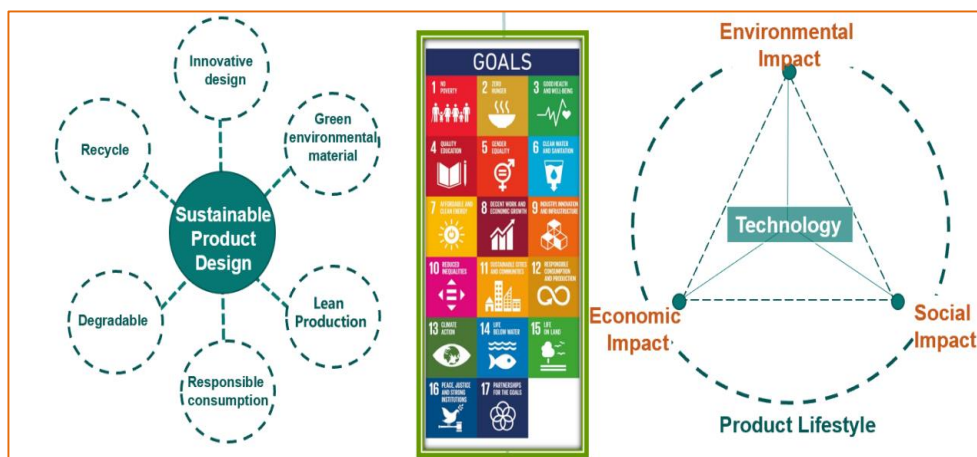 Innovative
design
Green
environmental
material
Recycle
Sustainable
Product
Design
Degradable
Lean
Production
Responsible
consumption
GOALS
1 NO
POVERTY
2 ZERO
HUNGER
3 GOOD HEALTH
AND WELL-BEING
4 QUALITY
EDUCATION
5 GENDER
EQUALITY
6 CLEAN WATER
AND SANITATION
7 AFFORDABLE AND
CLEAN ENERGY
8 DECENT WORK AND
ECONOMIC GROWTH
9 INDUSTRY, INNOVATION
AND INFRASTRUCTURE
10 REDUCED
INEQUALITIES
11 SUSTAINABLE CITIES
AND COMMUNITIES
12 RESPONSIBLE
CONSUMPTION
AND PRODUCTION
13 CLIMATE
ACTION
14 LIFE
BELOW WATER
15 LIFE
ON LAND
16 PEACE, JUSTICE
AND STRONG
INSTITUTIONS
17 PARTNERSHIPS
FOR THE GOALS
Environmental
Impact
Technology
Economic
Impact
Social
Impact
Product Lifestyle